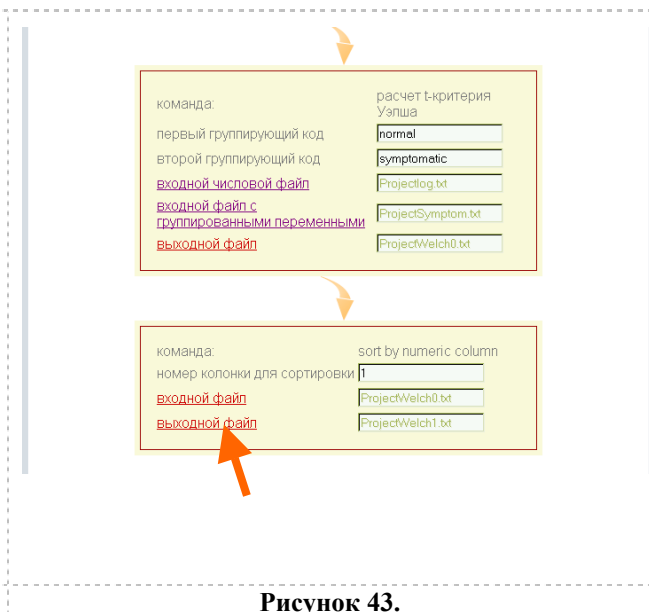 команда: расчет t-критерия
Уэлша
первый группирующий код normal
второй группирующий код symptomatic
входной числовой файл Projectlog.txt
входной файл с
группированными переменными ProjectSymptom.txt
выходной файл ProjectWelch0.txt
команда: sort by numeric column
номер колонки для сортировки 1
входной файл ProjectWelch0.txt
выходной файл ProjectWelch1.txt
Рисунок 43.